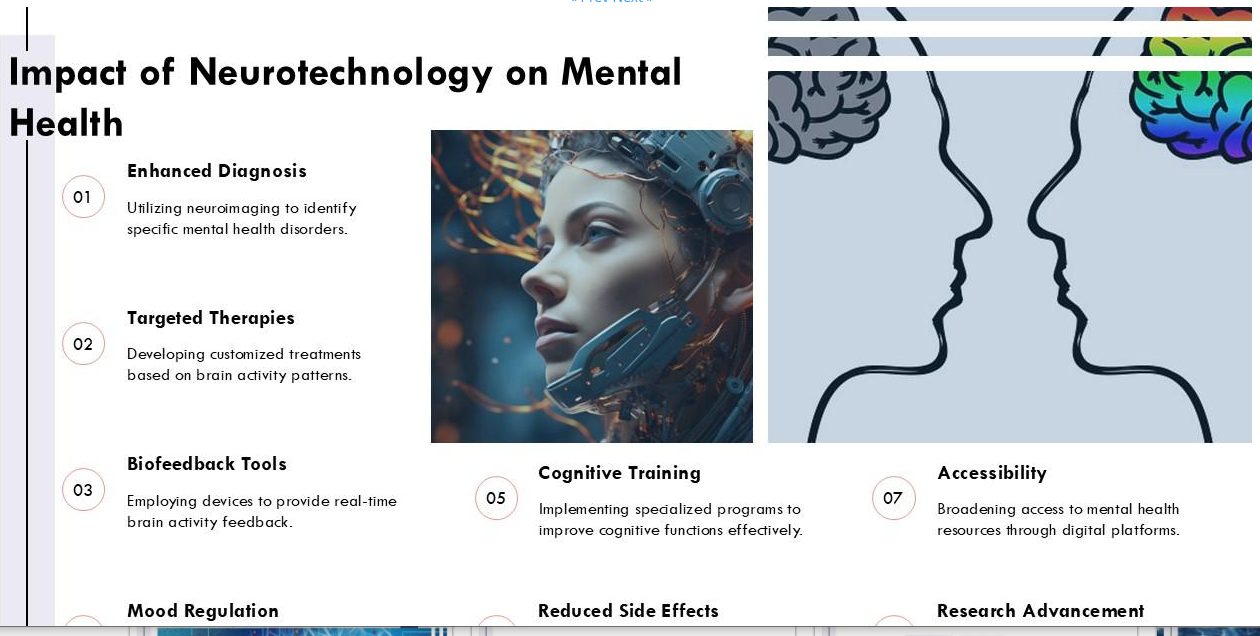 Impact of Neurotechnology on Mental
Health
01
Enhanced Diagnosis
Utilizing neuroimaging to identify
specific mental health disorders.
02
Targeted Therapies
Developing customized treatments
based on brain activity patterns.
03
Biofeedback Tools
Employing devices to provide real-time
brain activity feedback.
Mood Regulation
05
Cognitive Training
Implementing specialized programs to
improve cognitive functions effectively.
Reduced Side Effects
07
Accessibility
Broadening access to mental health
resources through digital platforms.
Research Advancement